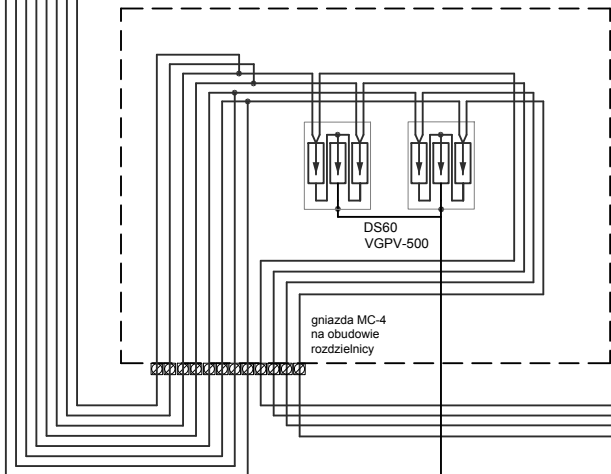 DS60
VGPV-500
gniazda MC-4
na obudowie
rozdzielnicy